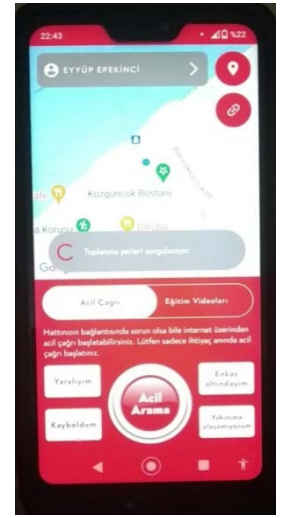 22:43
%22
EYYÜP EPEKİNCİ
Kuzguncuk Bostanı
a Korunu
Toplanma yerleri sorgulanıyor.
Acil Çağrı
Eğitim Videoları
Hattınızın bağlantısında sorun olsa bile internet üzerinden
acil çağrı başlatabilirsiniz. Lütfen sadece ihtiyaç anında acil
çağrı başlatınız.
Yaralıyım
Enkaz
altındayım
Acil
Arama
Kayboldum
Yakınıma
ulaşamıyorum